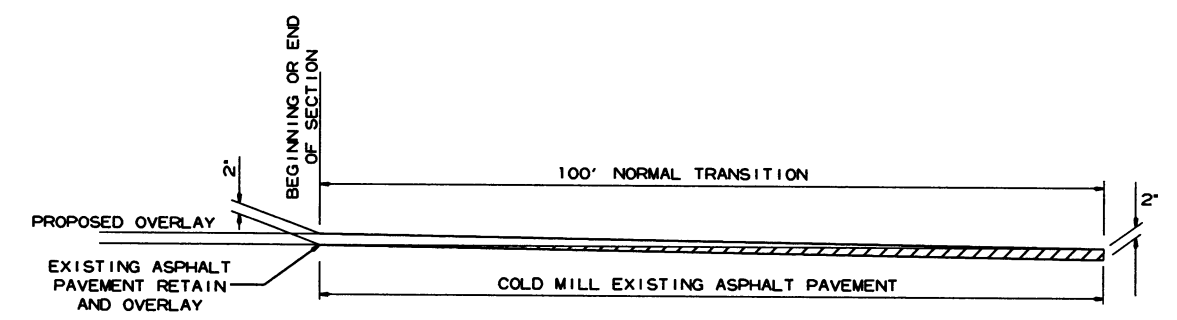 BEGINNING OR END
OF SECTION
2"
100' NORMAL TRANSITION
2"
PROPOSED OVERLAY
EXISTING ASPHALT
PAVEMENT RETAIN
AND OVERLAY
COLD MILL EXISTING ASPHALT PAVEMENT